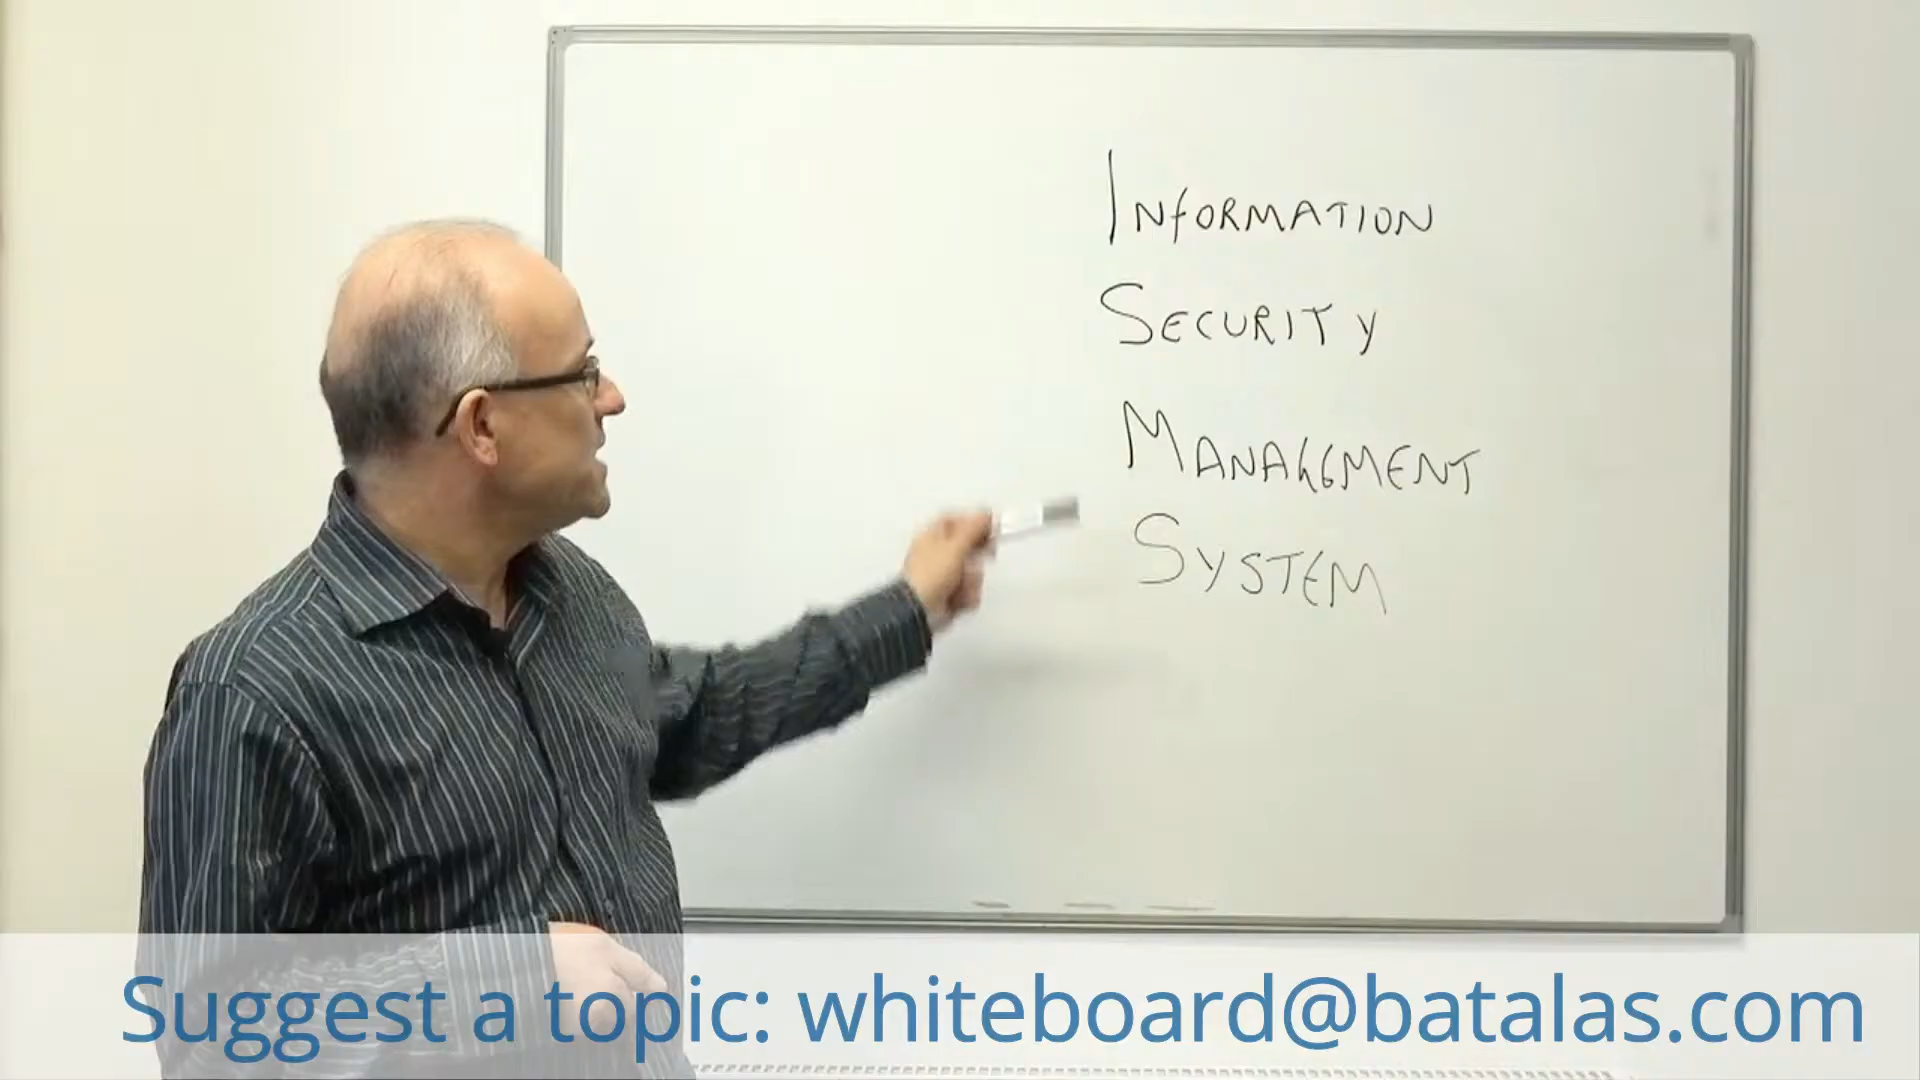 INFORMATION
SECURITY
MANAGEMENT
SYSTEM
Suggest a topic: whiteboard@batalas.com